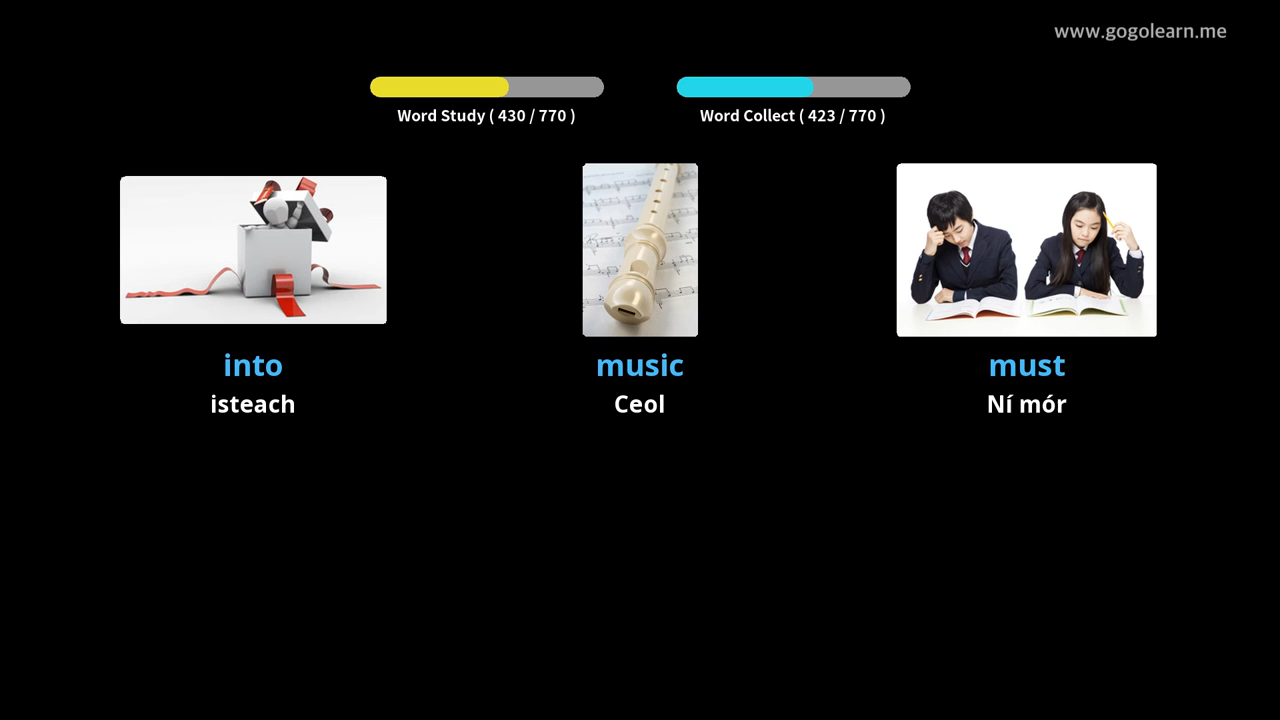 www.gogolearn.me
Word Study ( 430 / 770 )
Word Collect ( 423 / 770 )
into
music
must
isteach
Ceol
Ní mór